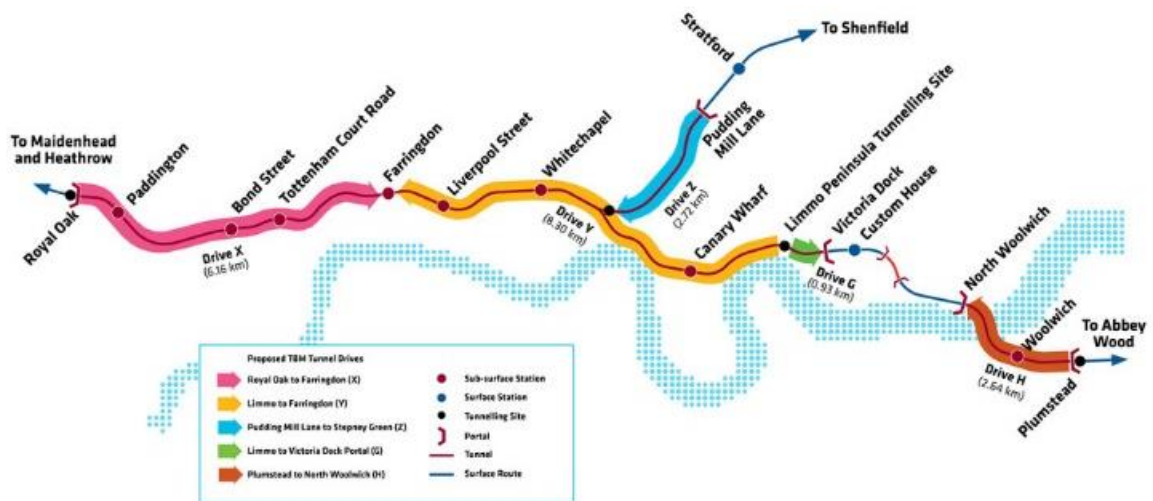 To Maidenhead
and Heathrow
Royal Oak
Paddington
Bond Street
Tottenham Court Road
Drive X
(6.16 km)
Farringdon
Liverpool Street
Whitechapel
Drive Y
(8.30 km)
Stratford
To Shenfield
Pudding
Mill Lane
Drive Z
(2.72 km)
Canary Wharf
Limmo Peninsula Tunnelling Site
Victoria Dock
Custom House
Drive G
(0.93 km)
North Woolwich
Woolwich
Drive H
(2.64 km)
Plumstead
To Abbey
Wood
Proposed TBM Tunnel Drives
Royal Oak to Farringdon (X)
Limmo to Farringdon (Y)
Pudding Mill Lane to Stepney Green (Z)
Limmo to Victoria Dock Portal (G)
Plumstead to North Woolwich (H)
Sub-surface Station
Surface Station
Tunnelling Site
Portal
Tunnel
Surface Route